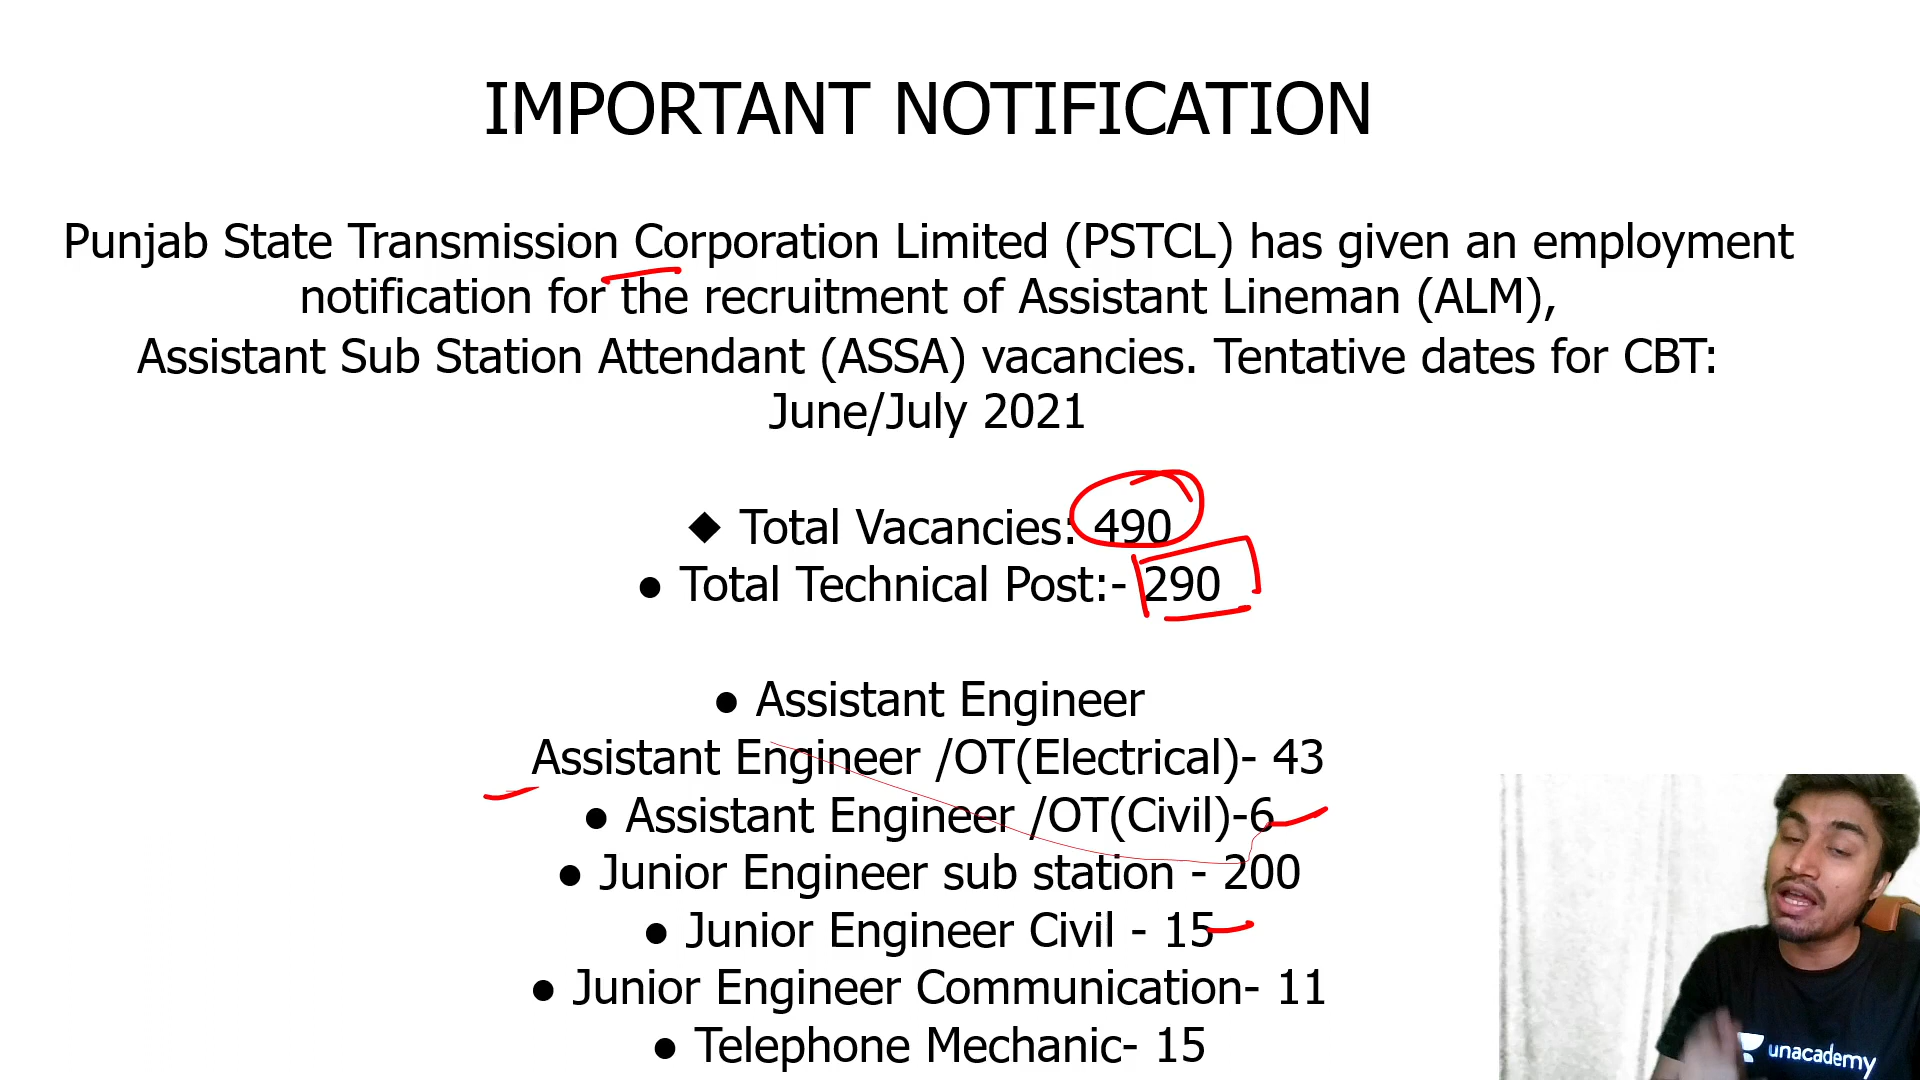 IMPORTANT NOTIFICATION
Punjab State Transmission Corporation Limited (PSTCL) has given an employment
notification for the recruitment of Assistant Lineman (ALM),
Assistant Sub Station Attendant (ASSA) vacancies. Tentative dates for CBT:
June/July 2021
◆ Total Vacancies: 490
● Total Technical Post:- 290
● Assistant Engineer
Assistant Engineer /OT(Electrical)- 43
● Assistant Engineer /OT(Civil)-6
● Junior Engineer sub station - 200
● Junior Engineer Civil - 15
● Junior Engineer Communication- 11
● Telephone Mechanic- 15
unacademy